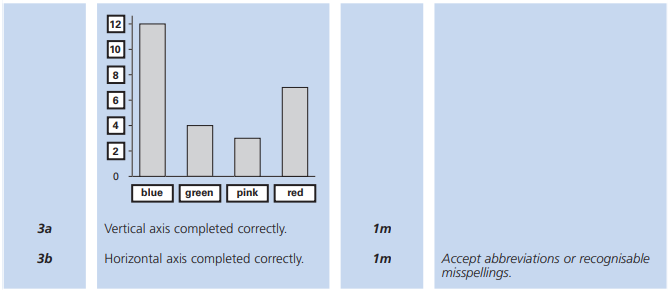 12
10
8
6
4
2
0
blue green pink red
3a Vertical axis completed correctly. 1m
3b Horizontal axis completed correctly. 1m Accept abbreviations or recognisable
misspellings.